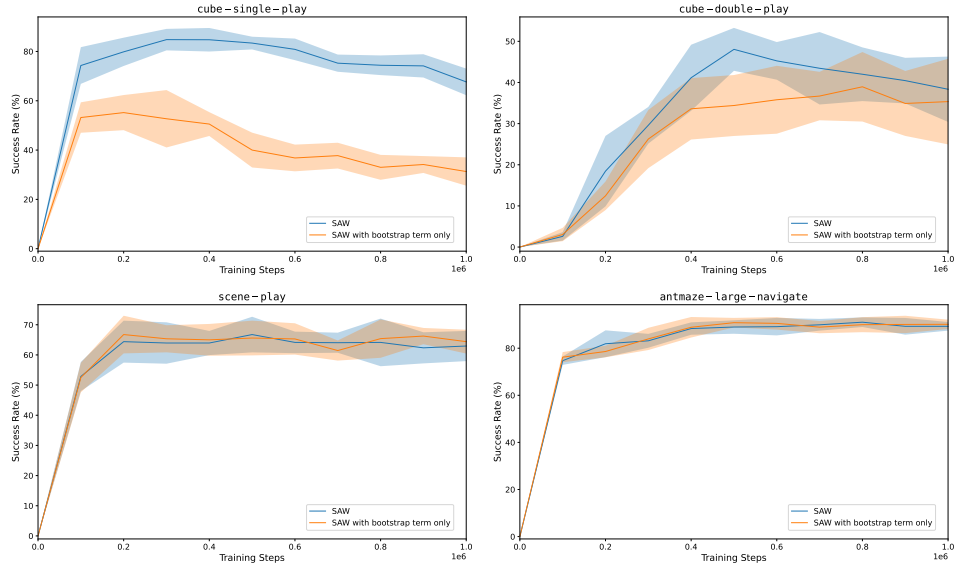 cube-single-play
Success Rate (%)
80
60
40
20
0
0.0 0.2 0.4 0.6 0.8 1.0
1e6
Training Steps
SAW
SAW with bootstrap term only
cube-double-play
Success Rate (%)
50
40
30
20
10
0
0.0 0.2 0.4 0.6 0.8 1.0
1e6
Training Steps
SAW
SAW with bootstrap term only
scene-play
Success Rate (%)
70
60
50
40
30
20
10
0
0.0 0.2 0.4 0.6 0.8 1.0
1e6
Training Steps
SAW
SAW with bootstrap term only
antmaze-large-navigate
Success Rate (%)
80
60
40
20
0
0.0 0.2 0.4 0.6 0.8 1.0
1e6
Training Steps
SAW
SAW with bootstrap term only